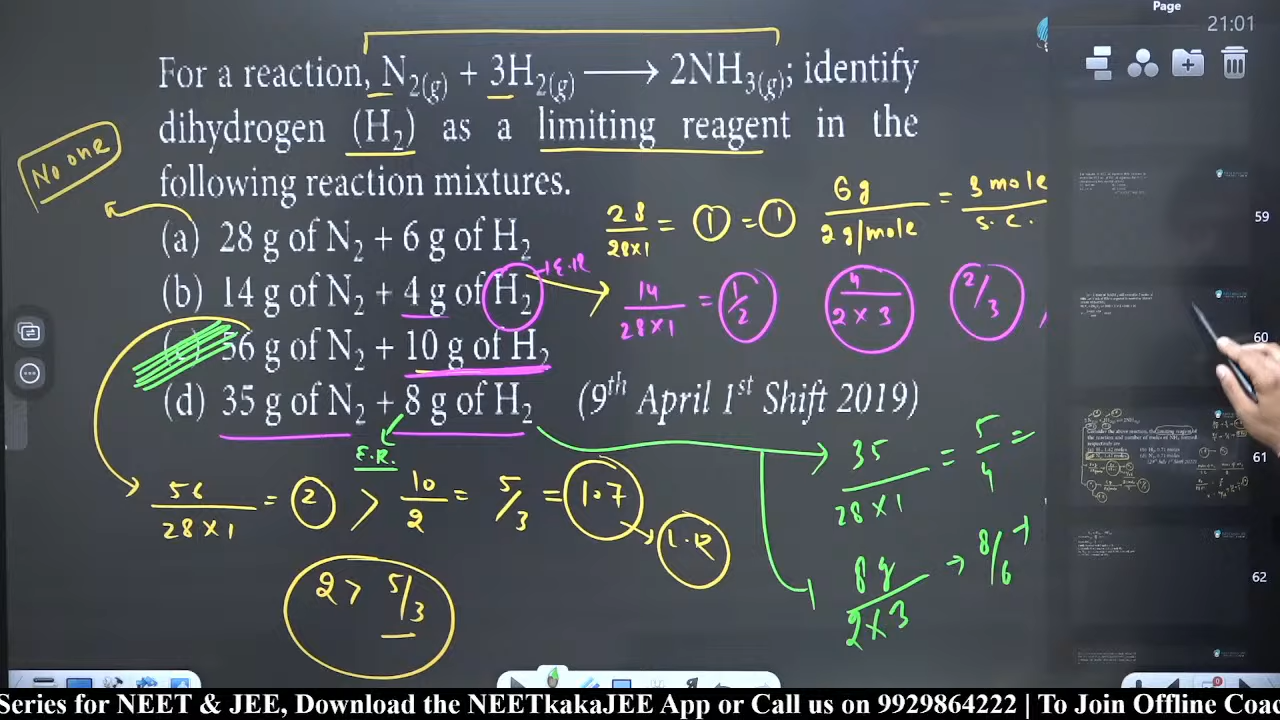 Page
21:01
For a reaction, N2(g) + 3H2(g) ⟶ 2NH3(g); identify
dihydrogen (H2) as a limiting reagent in the
following reaction mixtures.
No one
(a) 28 g of N2 + 6 g of H2
28/28×1 = 1 = 1
6g/2g/mole = 3 mole/S.C.
(b) 14 g of N2 + 4 g of H2
E.R
14/28×1 = 1/2
4/2×3
2/3
(c) 56 g of N2 + 10 g of H2
(d) 35 g of N2 + 8 g of H2 (9th April 1st Shift 2019)
E.R.
35/28×1 = 5/4 =
56/28×1 = 2 > 10/2 = 5/3 = 1.7
L.R
8g/2×3 → 8/6
2 > 5/3
59
60
61
62
Series for NEET & JEE, Download the NEETkakaJEE App or Call us on 9929864222 | To Join Offline Coac